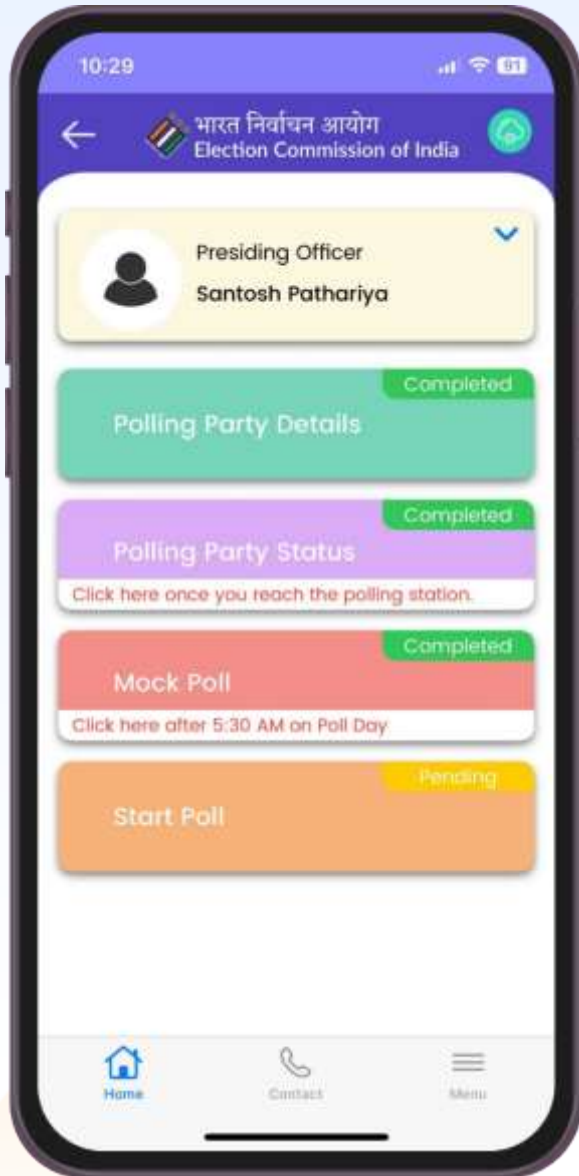 10:29
91
भारत निर्वाचन आयोग
Election Commission of India
Presiding Officer
Santosh Pathariya
Completed
Polling Party Details
Completed
Polling Party Status
Click here once you reach the polling station.
Completed
Mock Poll
Click here after 5:30 AM on Poll Day
Pending
Start Poll
Home
Contact
Menu